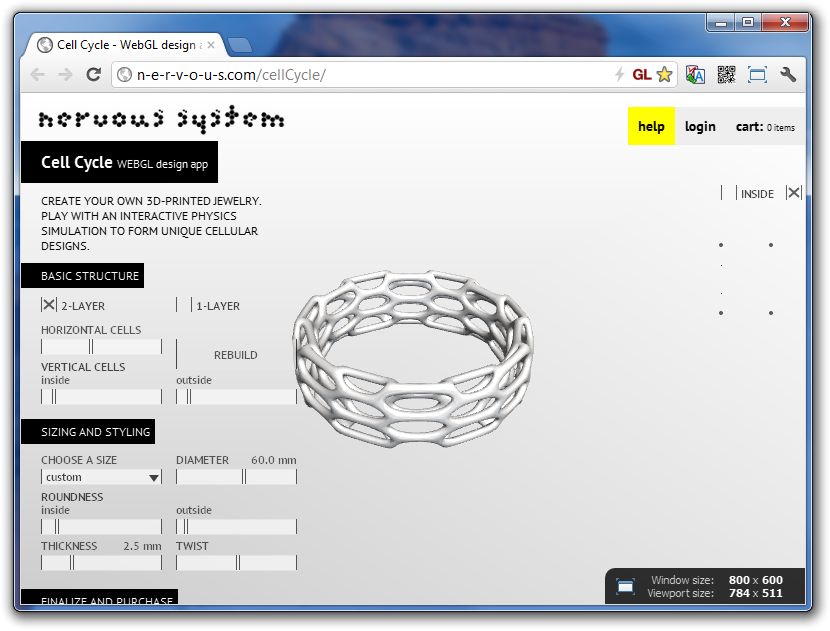 Cell Cycle - WebGL design a
n-e-r-v-o-u-s.com/cellCycle/
GL
nervous system
help login cart: 0 items
Cell Cycle WEBGL design app
INSIDE
CREATE YOUR OWN 3D-PRINTED JEWELRY.
PLAY WITH AN INTERACTIVE PHYSICS
SIMULATION TO FORM UNIQUE CELLULAR
DESIGNS.
BASIC STRUCTURE
2-LAYER 1-LAYER
HORIZONTAL CELLS
REBUILD
VERTICAL CELLS
inside outside
SIZING AND STYLING
CHOOSE A SIZE DIAMETER 60.0 mm
custom
ROUNDNESS
inside outside
THICKNESS 2.5 mm TWIST
FINALIZE AND PURCHASE
Window size: 800 x 600
Viewport size: 784 x 511